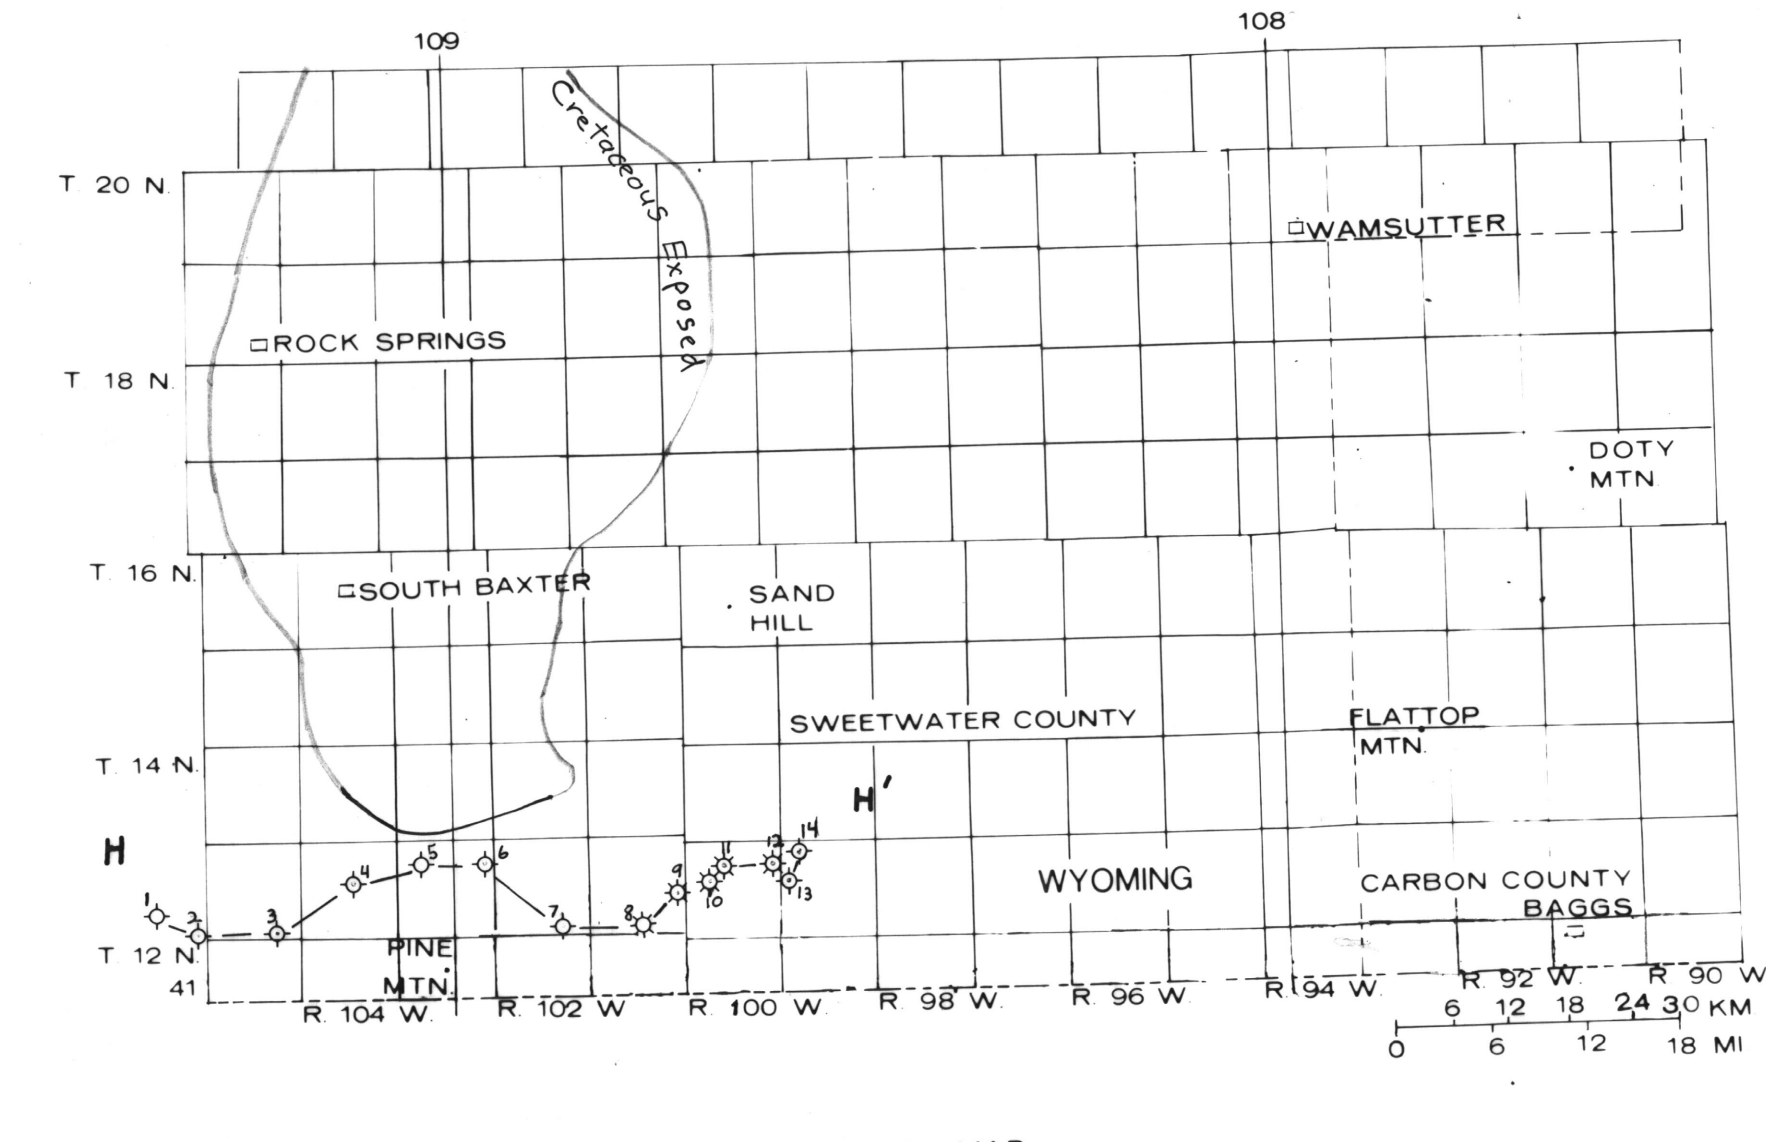 108
109
Cretaceous Exposed
T. 20 N.
WAMSUTTER
ROCK SPRINGS
T 18 N.
DOTY
MTN.
T. 16 N.
SOUTH BAXTER
SAND
HILL
SWEETWATER COUNTY
FLATTOP
MTN.
T. 14 N.
H'
H
1
2
3
4
5
6
7
8
9
10
11
12
13
14
WYOMING
CARBON COUNTY
BAGGS
T. 12 N.
PINE
MTN.
41
R. 104 W.
R. 102 W
R. 100 W.
R. 98 W.
R. 96 W.
R. 94 W.
R. 92 W.
R. 90 W
6 12 18 24 30 KM
0 6 12 18 MI